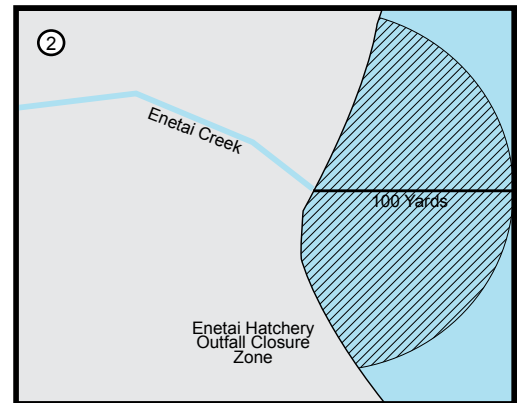 2
Enetai Creek
100 Yards
Enetai Hatchery
Outfall Closure
Zone